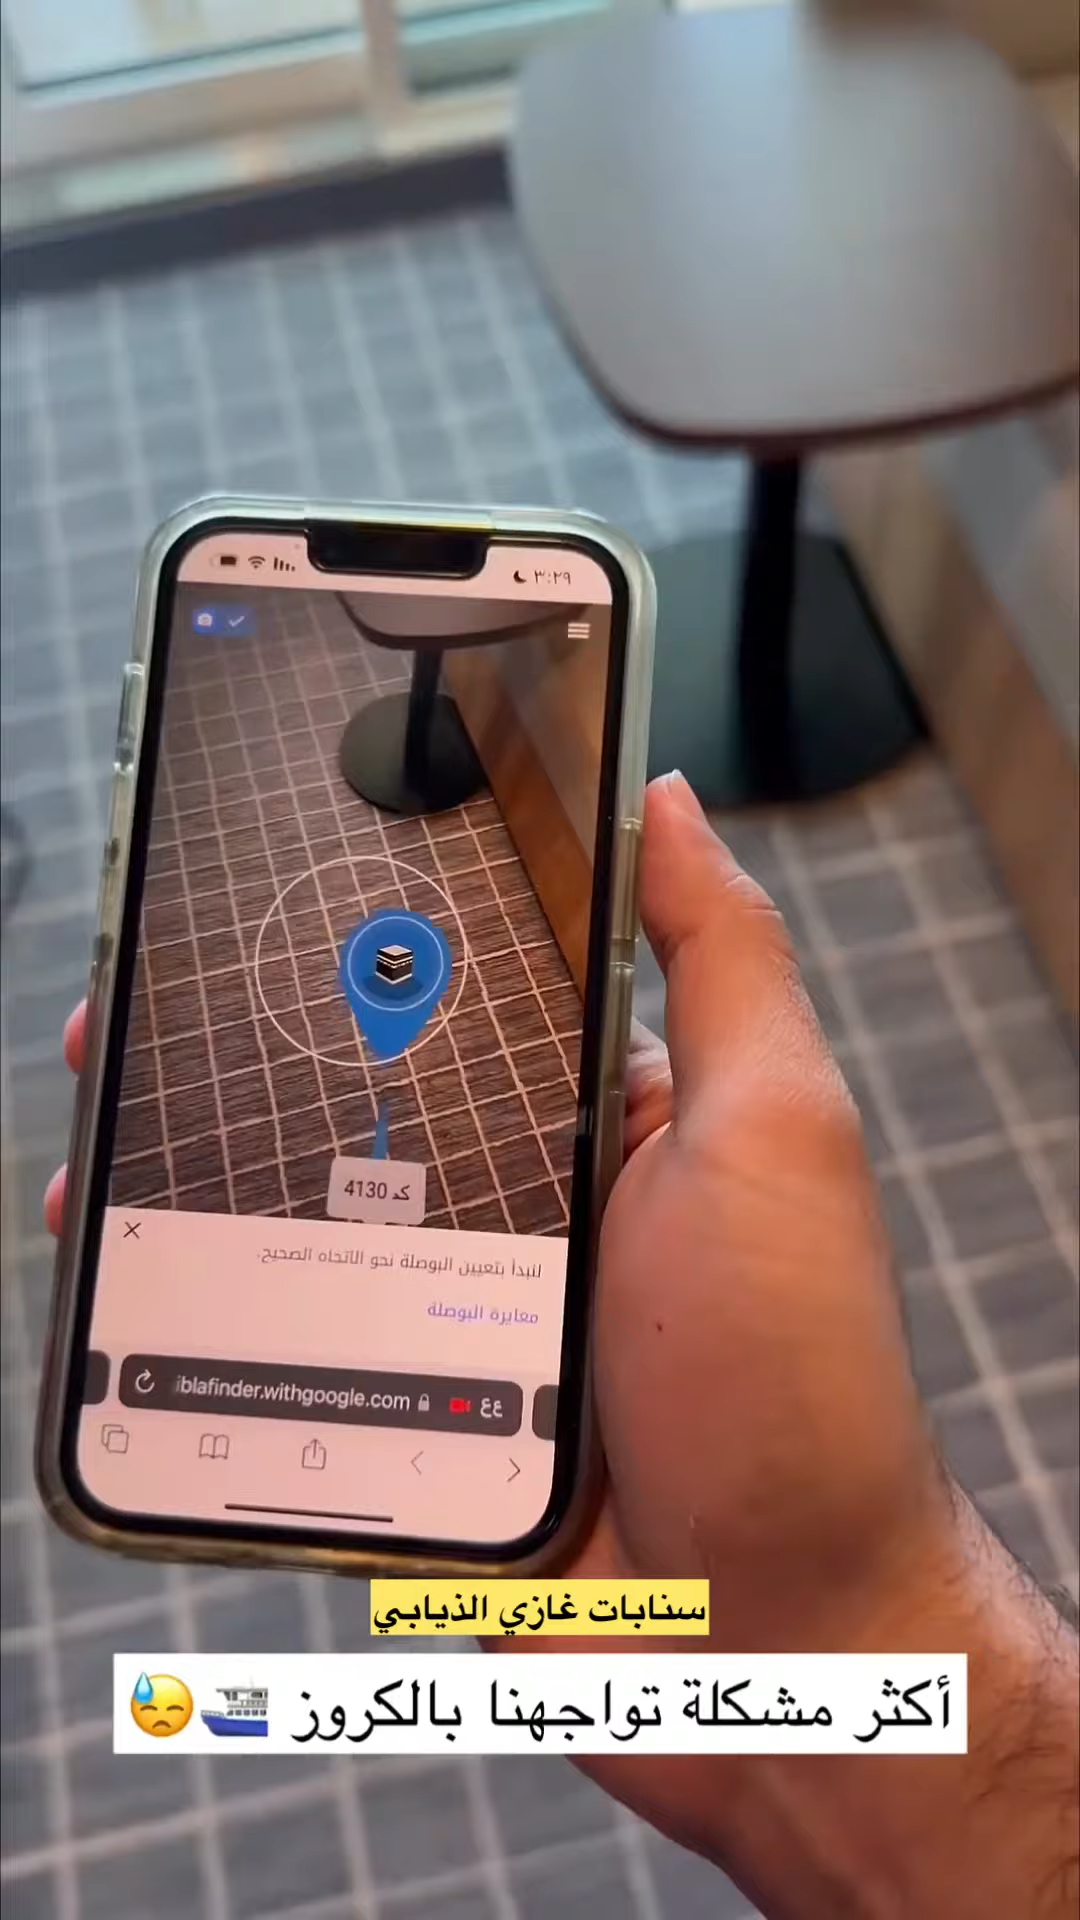 ٣:٢٩
4130 كم
لنبدأ بتعيين البوصلة نحو الاتجاه الصحيح.
معايرة البوصلة
iblafinder.withgoogle.com
عع
سنابات غازي الذيابي
أكثر مشكلة تواجهنا بالكروز 🛥️😓